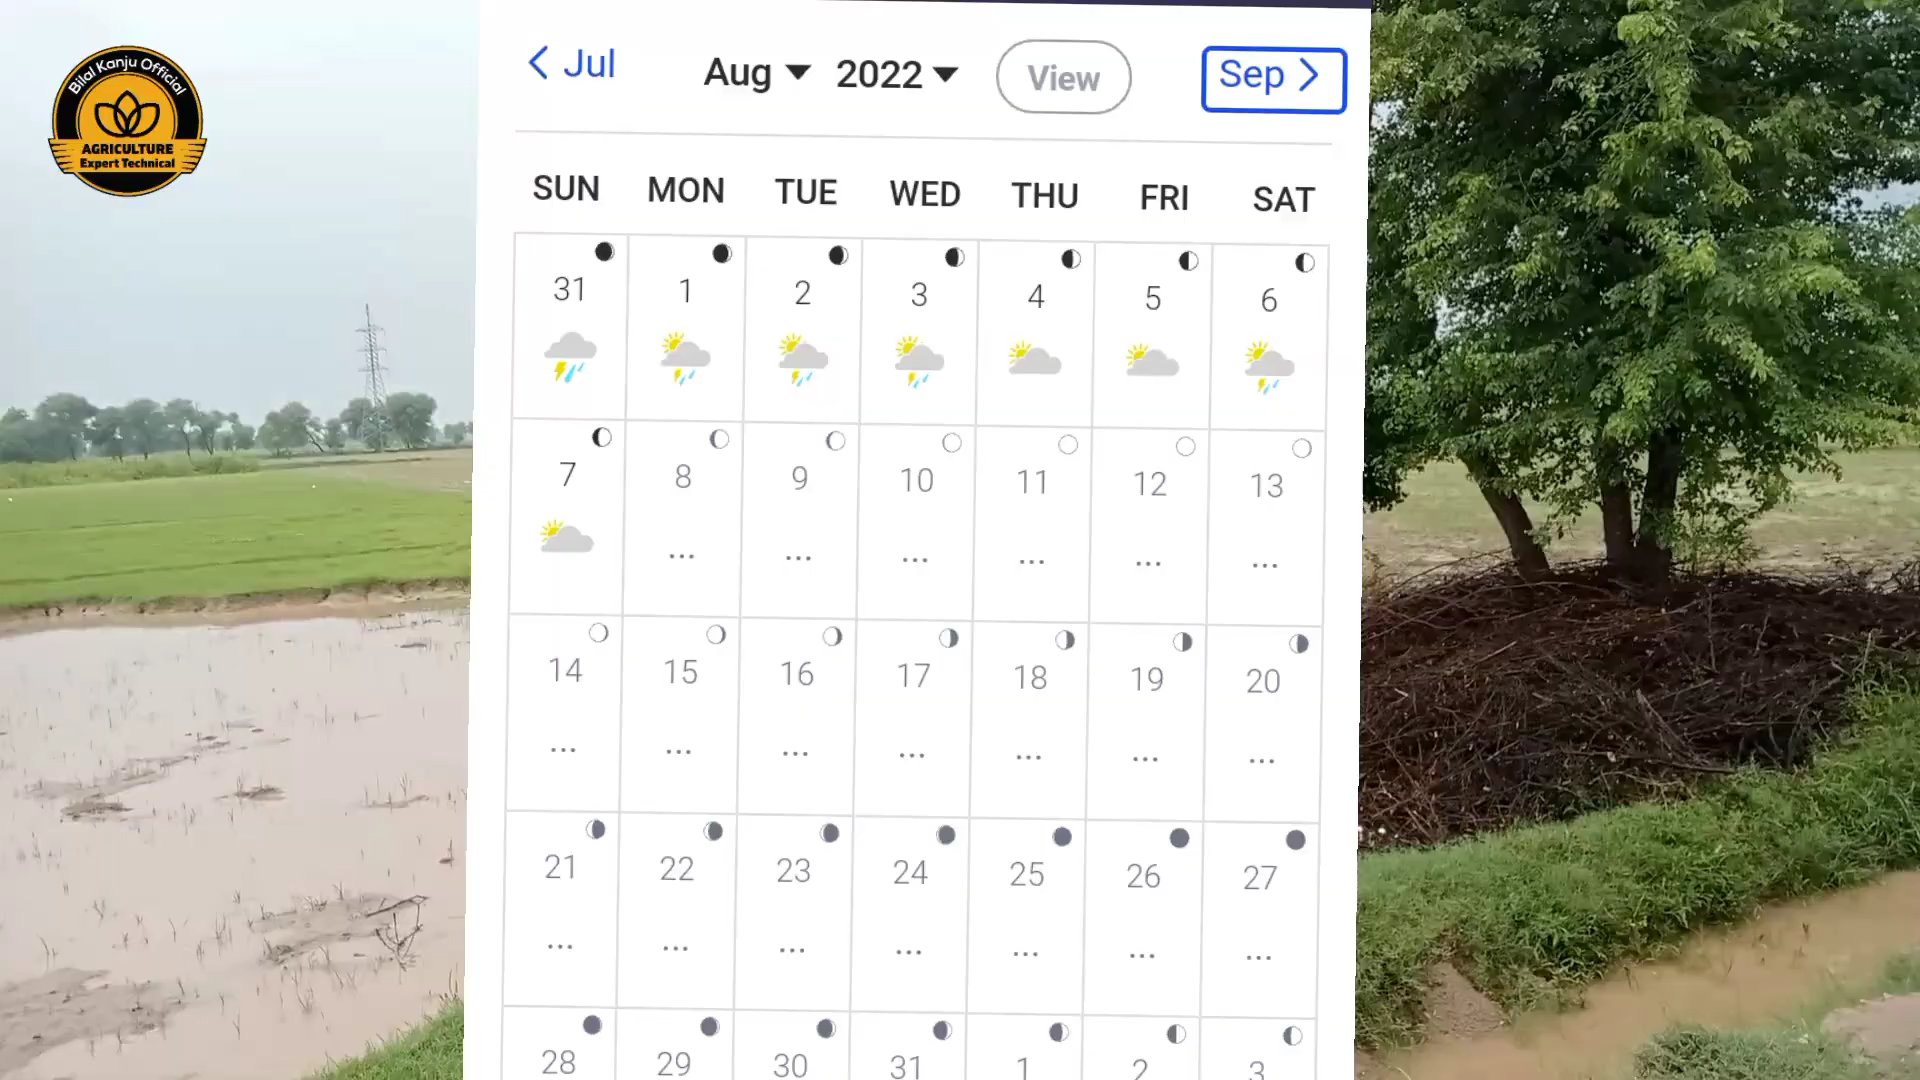 Bilal Kanju Official
AGRICULTURE
Expert Technical
Jul
Aug 2022
View
Sep
SUN MON TUE WED THU FRI SAT
31 1 2 3 4 5 6
7 8 9 10 11 12 13
... ... ... ... ... ...
14 15 16 17 18 19 20
... ... ... ... ... ... ...
21 22 23 24 25 26 27
... ... ... ... ... ... ...
28 29 30 31 1 2 3